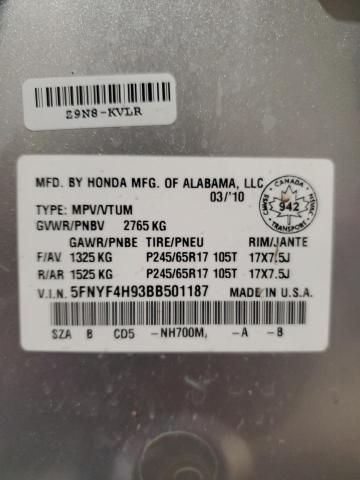 Z9N8-KVLR
MFD. BY HONDA MFG. OF ALABAMA, LLC
03/'10
TYPE: MPV/VTUM
GVWR/PNBV 2765 KG
GAWR/PNBE TIRE/PNEU RIM/JANTE
F/AV 1325 KG P245/65R17 105T 17X7.5J
R/AR 1525 KG P245/65R17 105T 17X7.5J
V.I.N. 5FNYF4H93BB501187 MADE IN U.S.A.
SZA B CD5 -NH700M, -A -B
CANADA
942
TRANSPORT